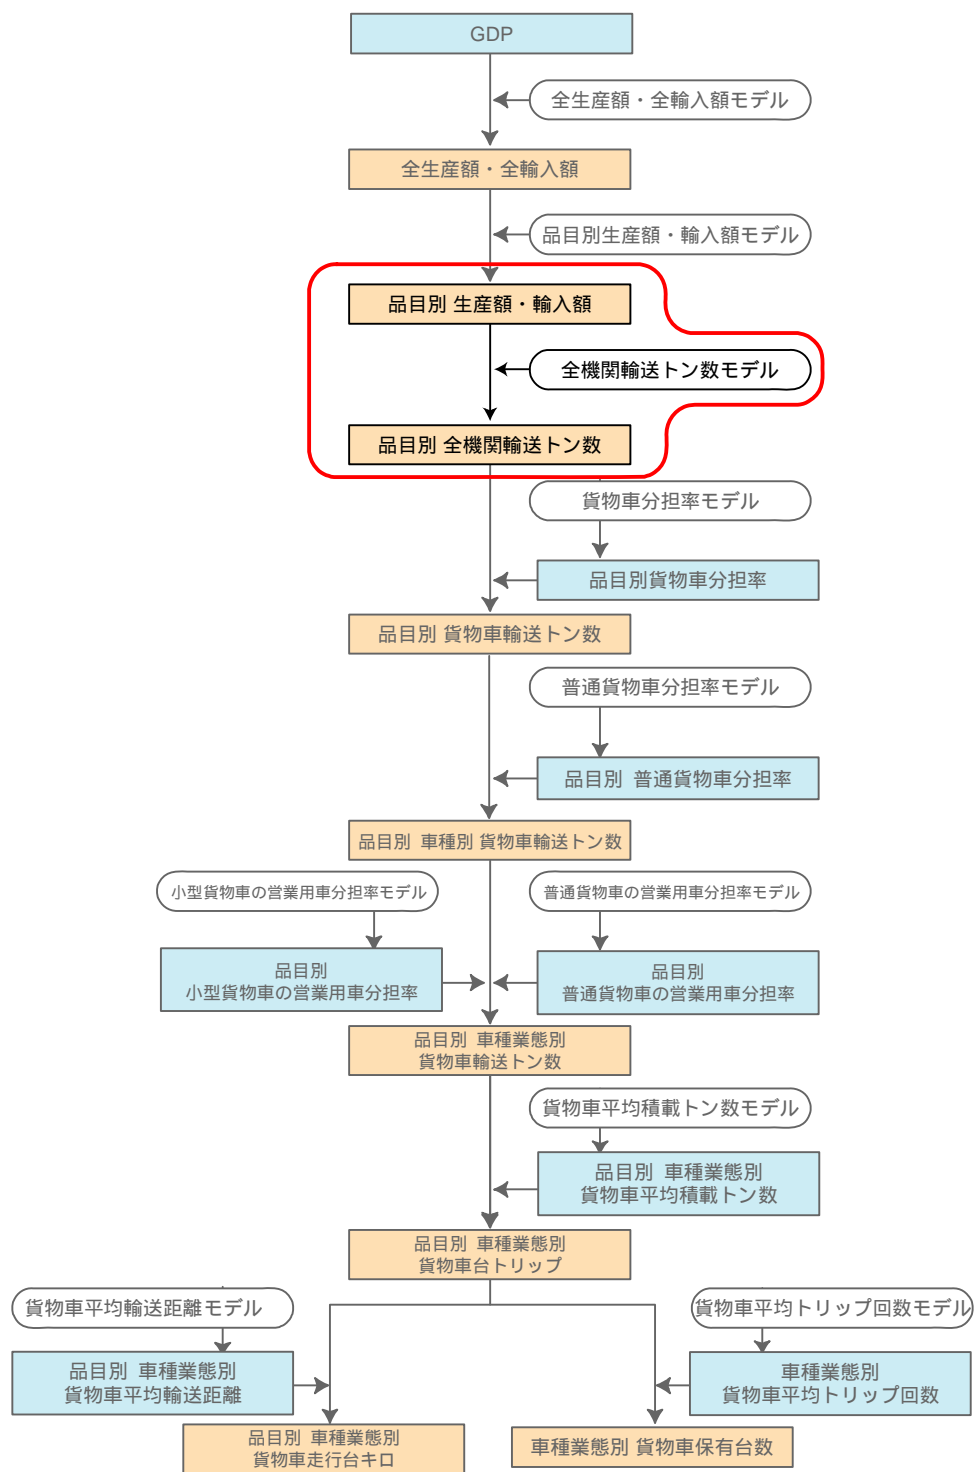 GDP
全生産額・全輸入額モデル
全生産額・全輸入額
品目別生産額・輸入額モデル
品目別 生産額・輸入額
全機関輸送トン数モデル
品目別 全機関輸送トン数
貨物車分担率モデル
品目別貨物車分担率
品目別 貨物車輸送トン数
普通貨物車分担率モデル
品目別 普通貨物車分担率
品目別 車種別 貨物車輸送トン数
小型貨物車の営業用車分担率モデル
普通貨物車の営業用車分担率モデル
品目別
小型貨物車の営業用車分担率
品目別
普通貨物車の営業用車分担率
品目別 車種業態別
貨物車輸送トン数
貨物車平均積載トン数モデル
品目別 車種業態別
貨物車平均積載トン数
品目別 車種業態別
貨物車台トリップ
貨物車平均輸送距離モデル
貨物車平均トリップ回数モデル
品目別 車種業態別
貨物車平均輸送距離
車種業態別
貨物車平均トリップ回数
品目別 車種業態別
貨物車走行台キロ
車種業態別 貨物車保有台数